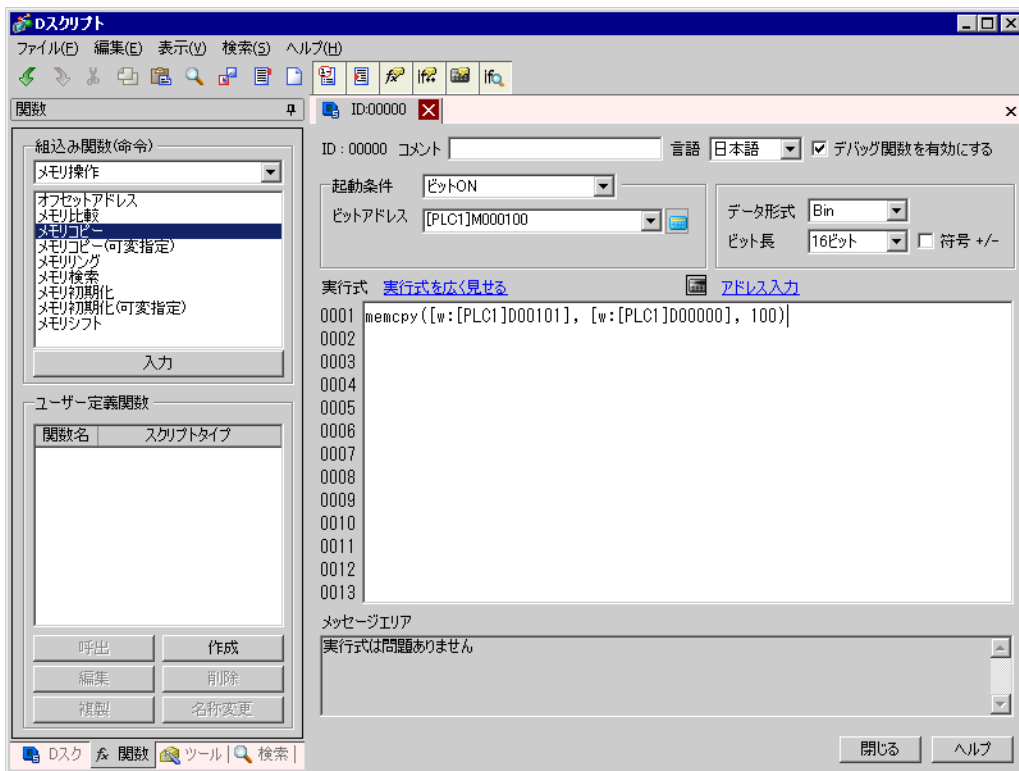 Dスクリプト
ファイル(F) 編集(E) 表示(V) 検索(S) ヘルプ(H)
関数
ID:00000
組込み関数(命令)
メモリ操作
オフセットアドレス
メモリ比較
メモリコピー
メモリコピー(可変指定)
メモリリング
メモリ検索
メモリ初期化
メモリ初期化(可変指定)
メモリシフト
入力
ユーザー定義関数
関数名 スクリプトタイプ
呼出 作成
編集 削除
複製 名称変更
Dスク 関数 ツール 検索
ID : 00000 コメント 言語 日本語 デバッグ関数を有効にする
起動条件 ビットON
ビットアドレス [PLC1]M000100
データ形式 Bin
ビット長 16ビット 符号 +/-
実行式 実行式を広く見せる アドレス入力
0001 memcpy([w:[PLC1]D00101], [w:[PLC1]D00000], 100)
0002
0003
0004
0005
0006
0007
0008
0009
0010
0011
0012
0013
メッセージエリア
実行式は問題ありません
閉じる ヘルプ